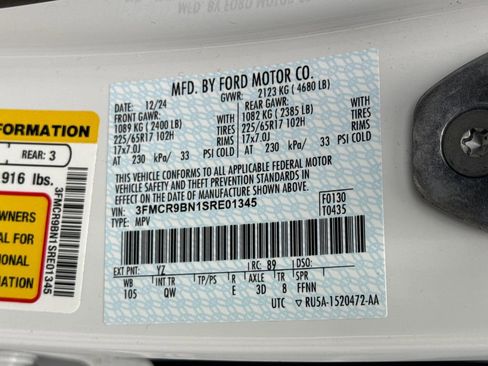 MFD. BY FORD MOTOR CO.
DATE: 12/24 GVWR: 2123 KG ( 4680 LB)
FRONT GAWR: REAR GAWR:
1089 KG ( 2400 LB) WITH 1082 KG ( 2385 LB) WITH
225/65R17 102H TIRES 225/65R17 102H TIRES
17x7.0J RIMS 17x7.0J RIMS
AT 230 kPa/ 33 PSI COLD AT 230 kPa/ 33 PSI COLD
THIS VEHICLE CONFORMS TO ALL APPLICABLE FEDERAL MOTOR
VEHICLE SAFETY AND THEFT PREVENTION STANDARDS IN
EFFECT ON THE DATE OF MANUFACTURE SHOWN ABOVE.
VIN: 3FMCR9BN1SRE01345 F0130
TYPE: MPV T0435
EXT PNT: YZ RC: 89 DSO:
WB INT TR TP/PS R AXLE TR SPR
105 QW E 3D 8 FFNN
UTC RU5A-1520472-AA
FORMATION
REAR: 3
916 lbs.
OWNERS
AL FOR
ONAL
ION
3FMCR9BN1SRE01345